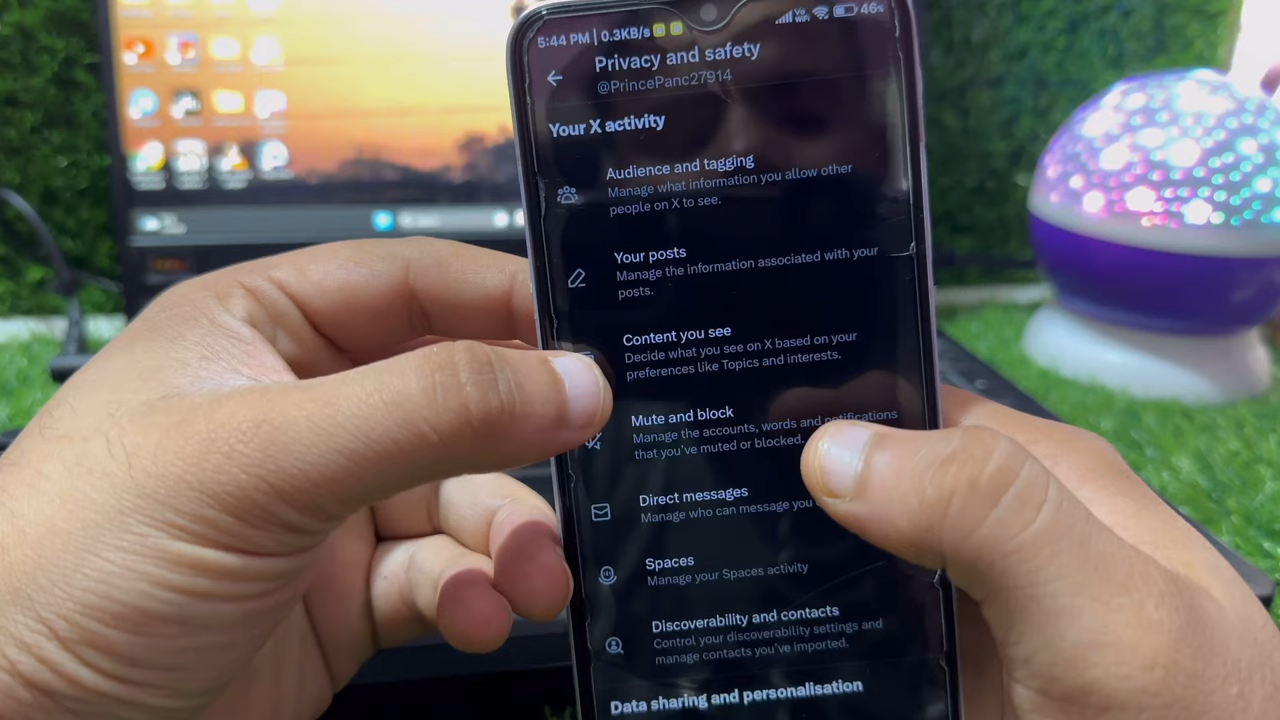 5:44 PM | 0.3KB/s
Vo
WiFi
46%
Privacy and safety
@PrincePanc27914
Your X activity
Audience and tagging
Manage what information you allow other
people on X to see.
Your posts
Manage the information associated with your
posts.
Content you see
Decide what you see on X based on your
preferences like Topics and interests.
Mute and block
Manage the accounts, words and notifications
that you've muted or blocked.
Direct messages
Manage who can message you
Spaces
Manage your Spaces activity
Discoverability and contacts
Control your discoverability settings and
manage contacts you've imported.
Data sharing and personalisation